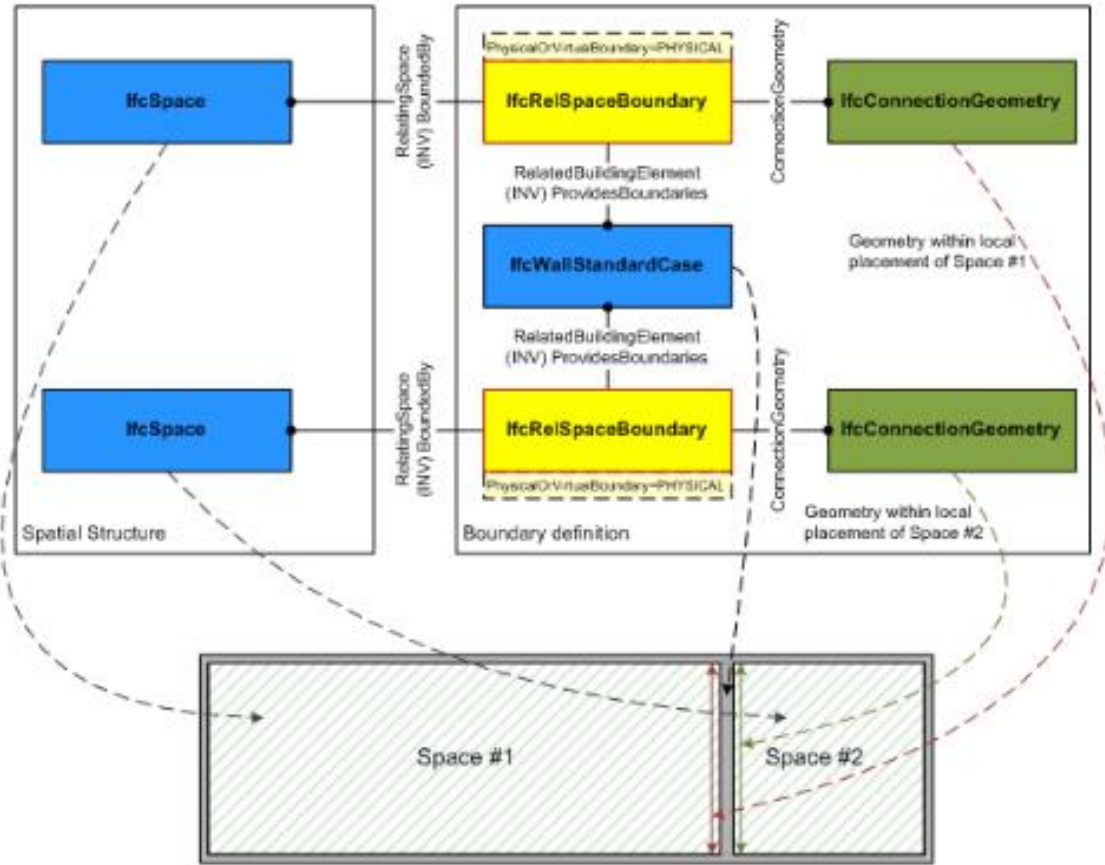 PhysicalOrVirtualBoundary=PHYSICAL
IfcSpace
RelatingSpace
(INV) BoundedBy
IfcRelSpaceBoundary
ConnectionGeometry
IfcConnectionGeometry
RelatedBuildingElement
(INV) ProvidesBoundaries
Geometry within local
placement of Space #1
IfcWallStandardCase
RelatedBuildingElement
(INV) ProvidesBoundaries
IfcSpace
RelatingSpace
(INV) BoundedBy
IfcRelSpaceBoundary
ConnectionGeometry
IfcConnectionGeometry
PhysicalOrVirtualBoundary=PHYSICAL
Geometry within local
placement of Space #2
Spatial Structure
Boundary definition
Space #1
Space #2